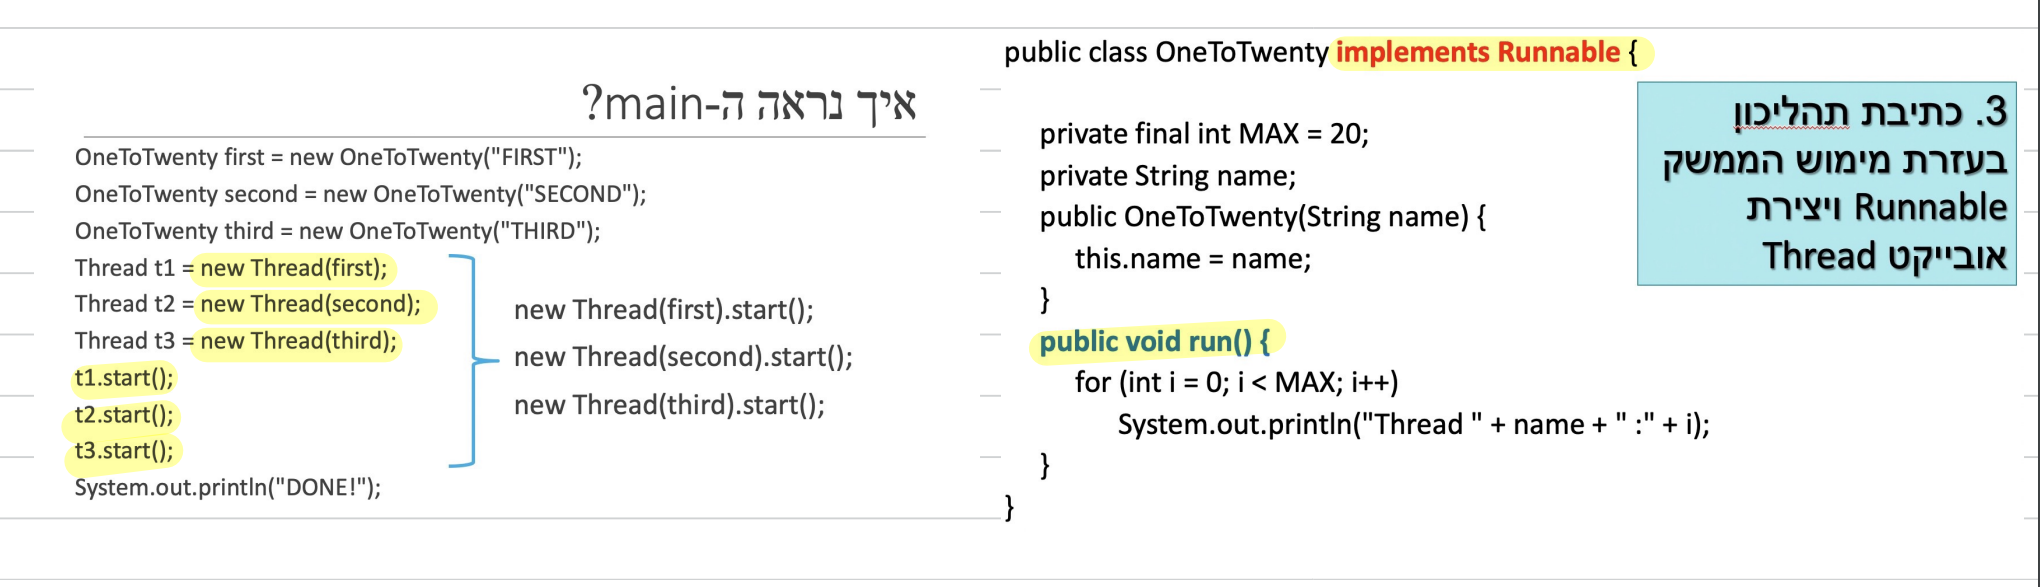 איך נראה ה-main?
OneToTwenty first = new OneToTwenty("FIRST");
OneToTwenty second = new OneToTwenty("SECOND");
OneToTwenty third = new OneToTwenty("THIRD");
Thread t1 = new Thread(first);
Thread t2 = new Thread(second);
Thread t3 = new Thread(third);
t1.start();
t2.start();
t3.start();
System.out.println("DONE!");
new Thread(first).start();
new Thread(second).start();
new Thread(third).start();
public class OneToTwenty implements Runnable {
private final int MAX = 20;
private String name;
public OneToTwenty(String name) {
this.name = name;
}
public void run() {
for (int i = 0; i < MAX; i++)
System.out.println("Thread " + name + " :" + i);
}
}
3. כתיבת תהליכון
בעזרת מימוש הממשק
Runnable ויצירת
אובייקט Thread